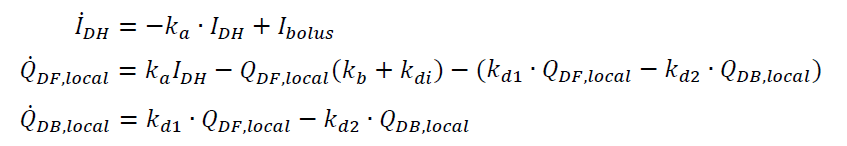 İ_DH = −k_a · I_DH + I_bolus
Q̇_DF,local = k_a I_DH − Q_DF,local(k_b + k_di) − (k_d1 · Q_DF,local − k_d2 · Q_DB,local)
Q̇_DB,local = k_d1 · Q_DF,local − k_d2 · Q_DB,local